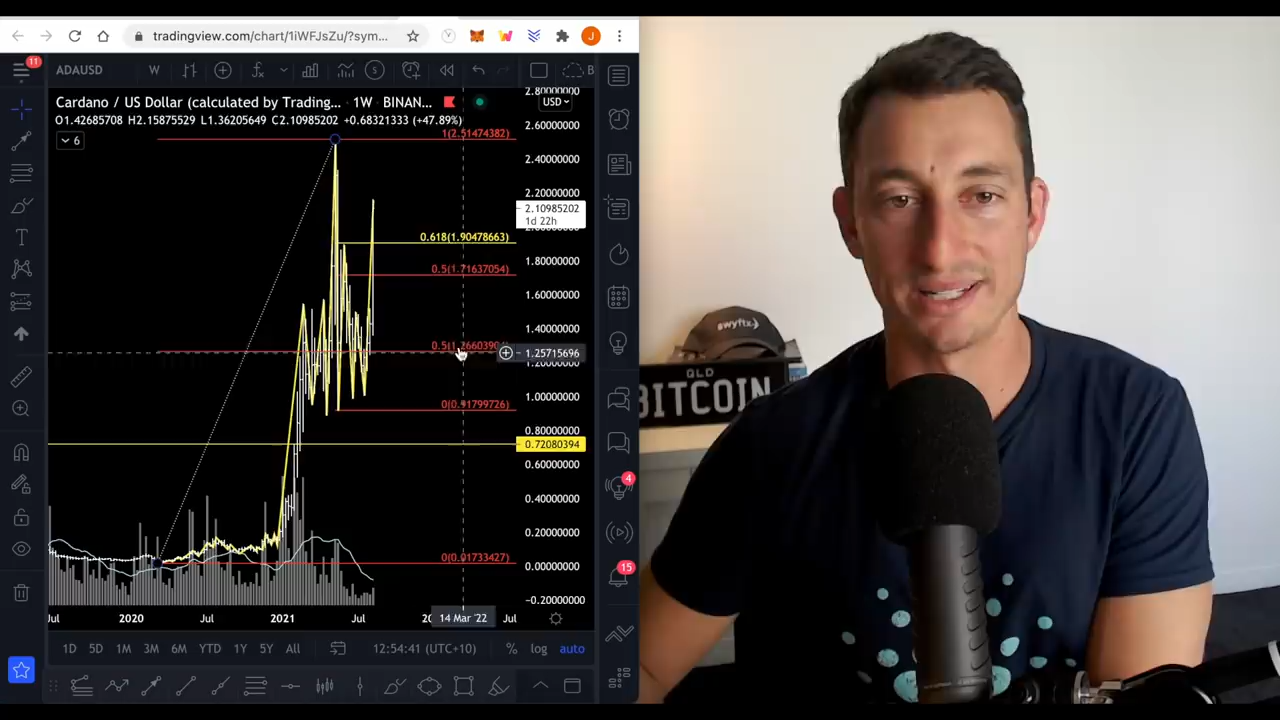 tradingview.com/chart/1iWFJsZu/?sym...
J
11
ADAUSD
W
B
Cardano / US Dollar (calculated by Trading... · 1W · BINAN...
USD
O1.42685708 H2.15875529 L1.36205649 C2.10985202 +0.68321333 (+47.89%)
6
1(2.51474382)
2.80000000
2.60000000
2.40000000
2.20000000
2.10985202
1d 22h
0.618(1.90478663)
1.80000000
0.5(1.71637054)
1.60000000
1.40000000
1.25715696
1.00000000
0(0.91799726)
0.80000000
0.72080394
0.60000000
0.40000000
0.20000000
0(0.01733427)
0.00000000
−0.20000000
Jul
2020
Jul
2021
Jul
14 Mar '22
Jul
1D 5D 1M 3M 6M YTD 1Y 5Y All
12:54:41 (UTC+10)
% log auto
4
15
swyftx
QLD
BITCOIN